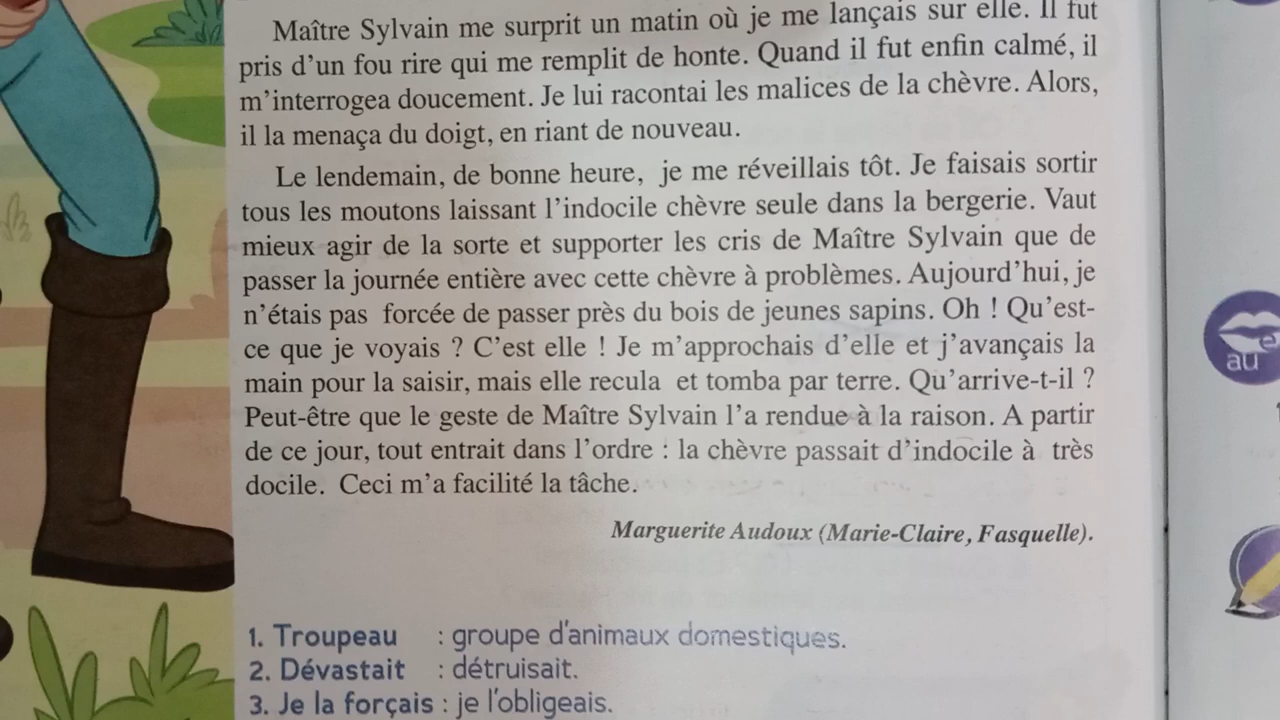 Maître Sylvain me surprit un matin où je me lançais sur elle. Il fut
pris d'un fou rire qui me remplit de honte. Quand il fut enfin calmé, il
m'interrogea doucement. Je lui racontai les malices de la chèvre. Alors,
il la menaça du doigt, en riant de nouveau.
Le lendemain, de bonne heure, je me réveillais tôt. Je faisais sortir
tous les moutons laissant l'indocile chèvre seule dans la bergerie. Vaut
mieux agir de la sorte et supporter les cris de Maître Sylvain que de
passer la journée entière avec cette chèvre à problèmes. Aujourd'hui, je
n'étais pas forcée de passer près du bois de jeunes sapins. Oh ! Qu'est-
ce que je voyais ? C'est elle ! Je m'approchais d'elle et j'avançais la
main pour la saisir, mais elle recula et tomba par terre. Qu'arrive-t-il ?
Peut-être que le geste de Maître Sylvain l'a rendue à la raison. A partir
de ce jour, tout entrait dans l'ordre : la chèvre passait d'indocile à très
docile. Ceci m'a facilité la tâche.
Marguerite Audoux (Marie-Claire, Fasquelle).
1. Troupeau : groupe d'animaux domestiques.
2. Dévastait : détruisait.
3. Je la forçais : je l'obligeais.
au
e